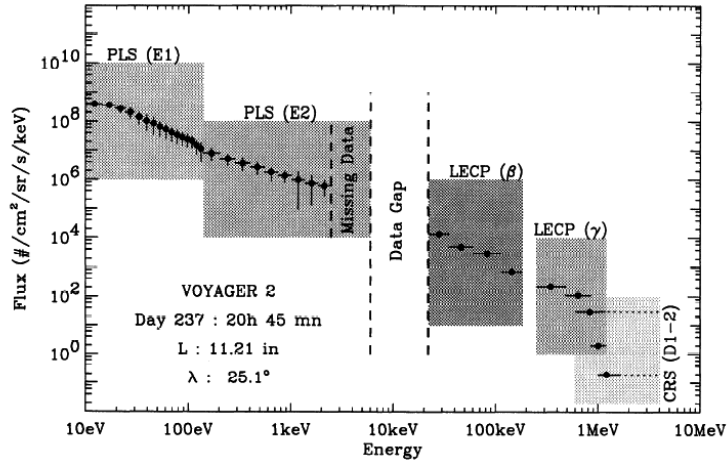 PLS (E1)
PLS (E2)
Missing Data
Data Gap
LECP (β)
LECP (γ)
CRS (D1-2)
VOYAGER 2
Day 237 : 20h 45 mn
L : 11.21 in
λ : 25.1°
Flux (#/cm²/sr/s/keV)
10¹⁰
10⁸
10⁶
10⁴
10²
10⁰
10eV 100eV 1keV 10keV 100keV 1MeV 10MeV
Energy